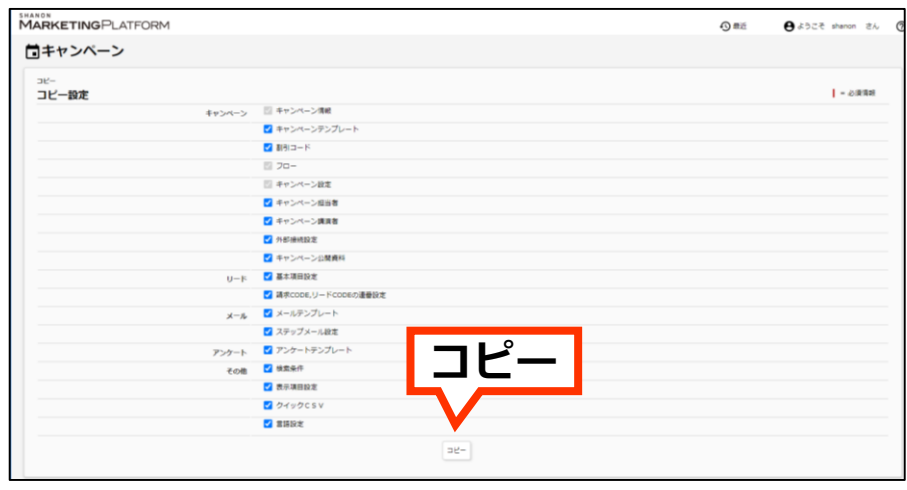 SHANON
MARKETINGPLATFORM
最近 ようこそ shanon さん
キャンペーン
コピー
コピー設定
= 必須情報
キャンペーン キャンペーン情報
キャンペーンテンプレート
割引コード
フロー
キャンペーン設定
キャンペーン担当者
キャンペーン講演者
外部接続設定
キャンペーン公開資料
リード 基本項目設定
請求CODE,リードCODEの連番設定
メール メールテンプレート
ステップメール設定
アンケート アンケートテンプレート
その他 検索条件
表示項目設定
クイックCSV
言語設定
コピー
コピー